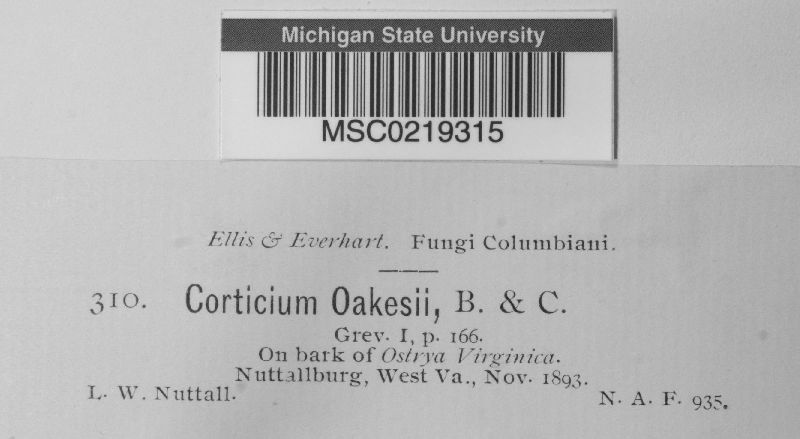 Michigan State University
MSC0219315
Ellis & Everhart. Fungi Columbiani.
310. Corticium Oakesii, B. & C.
Grev. I, p. 166.
On bark of Ostrya Virginica.
Nuttallburg, West Va., Nov. 1893.
L. W. Nuttall.
N. A. F. 935.